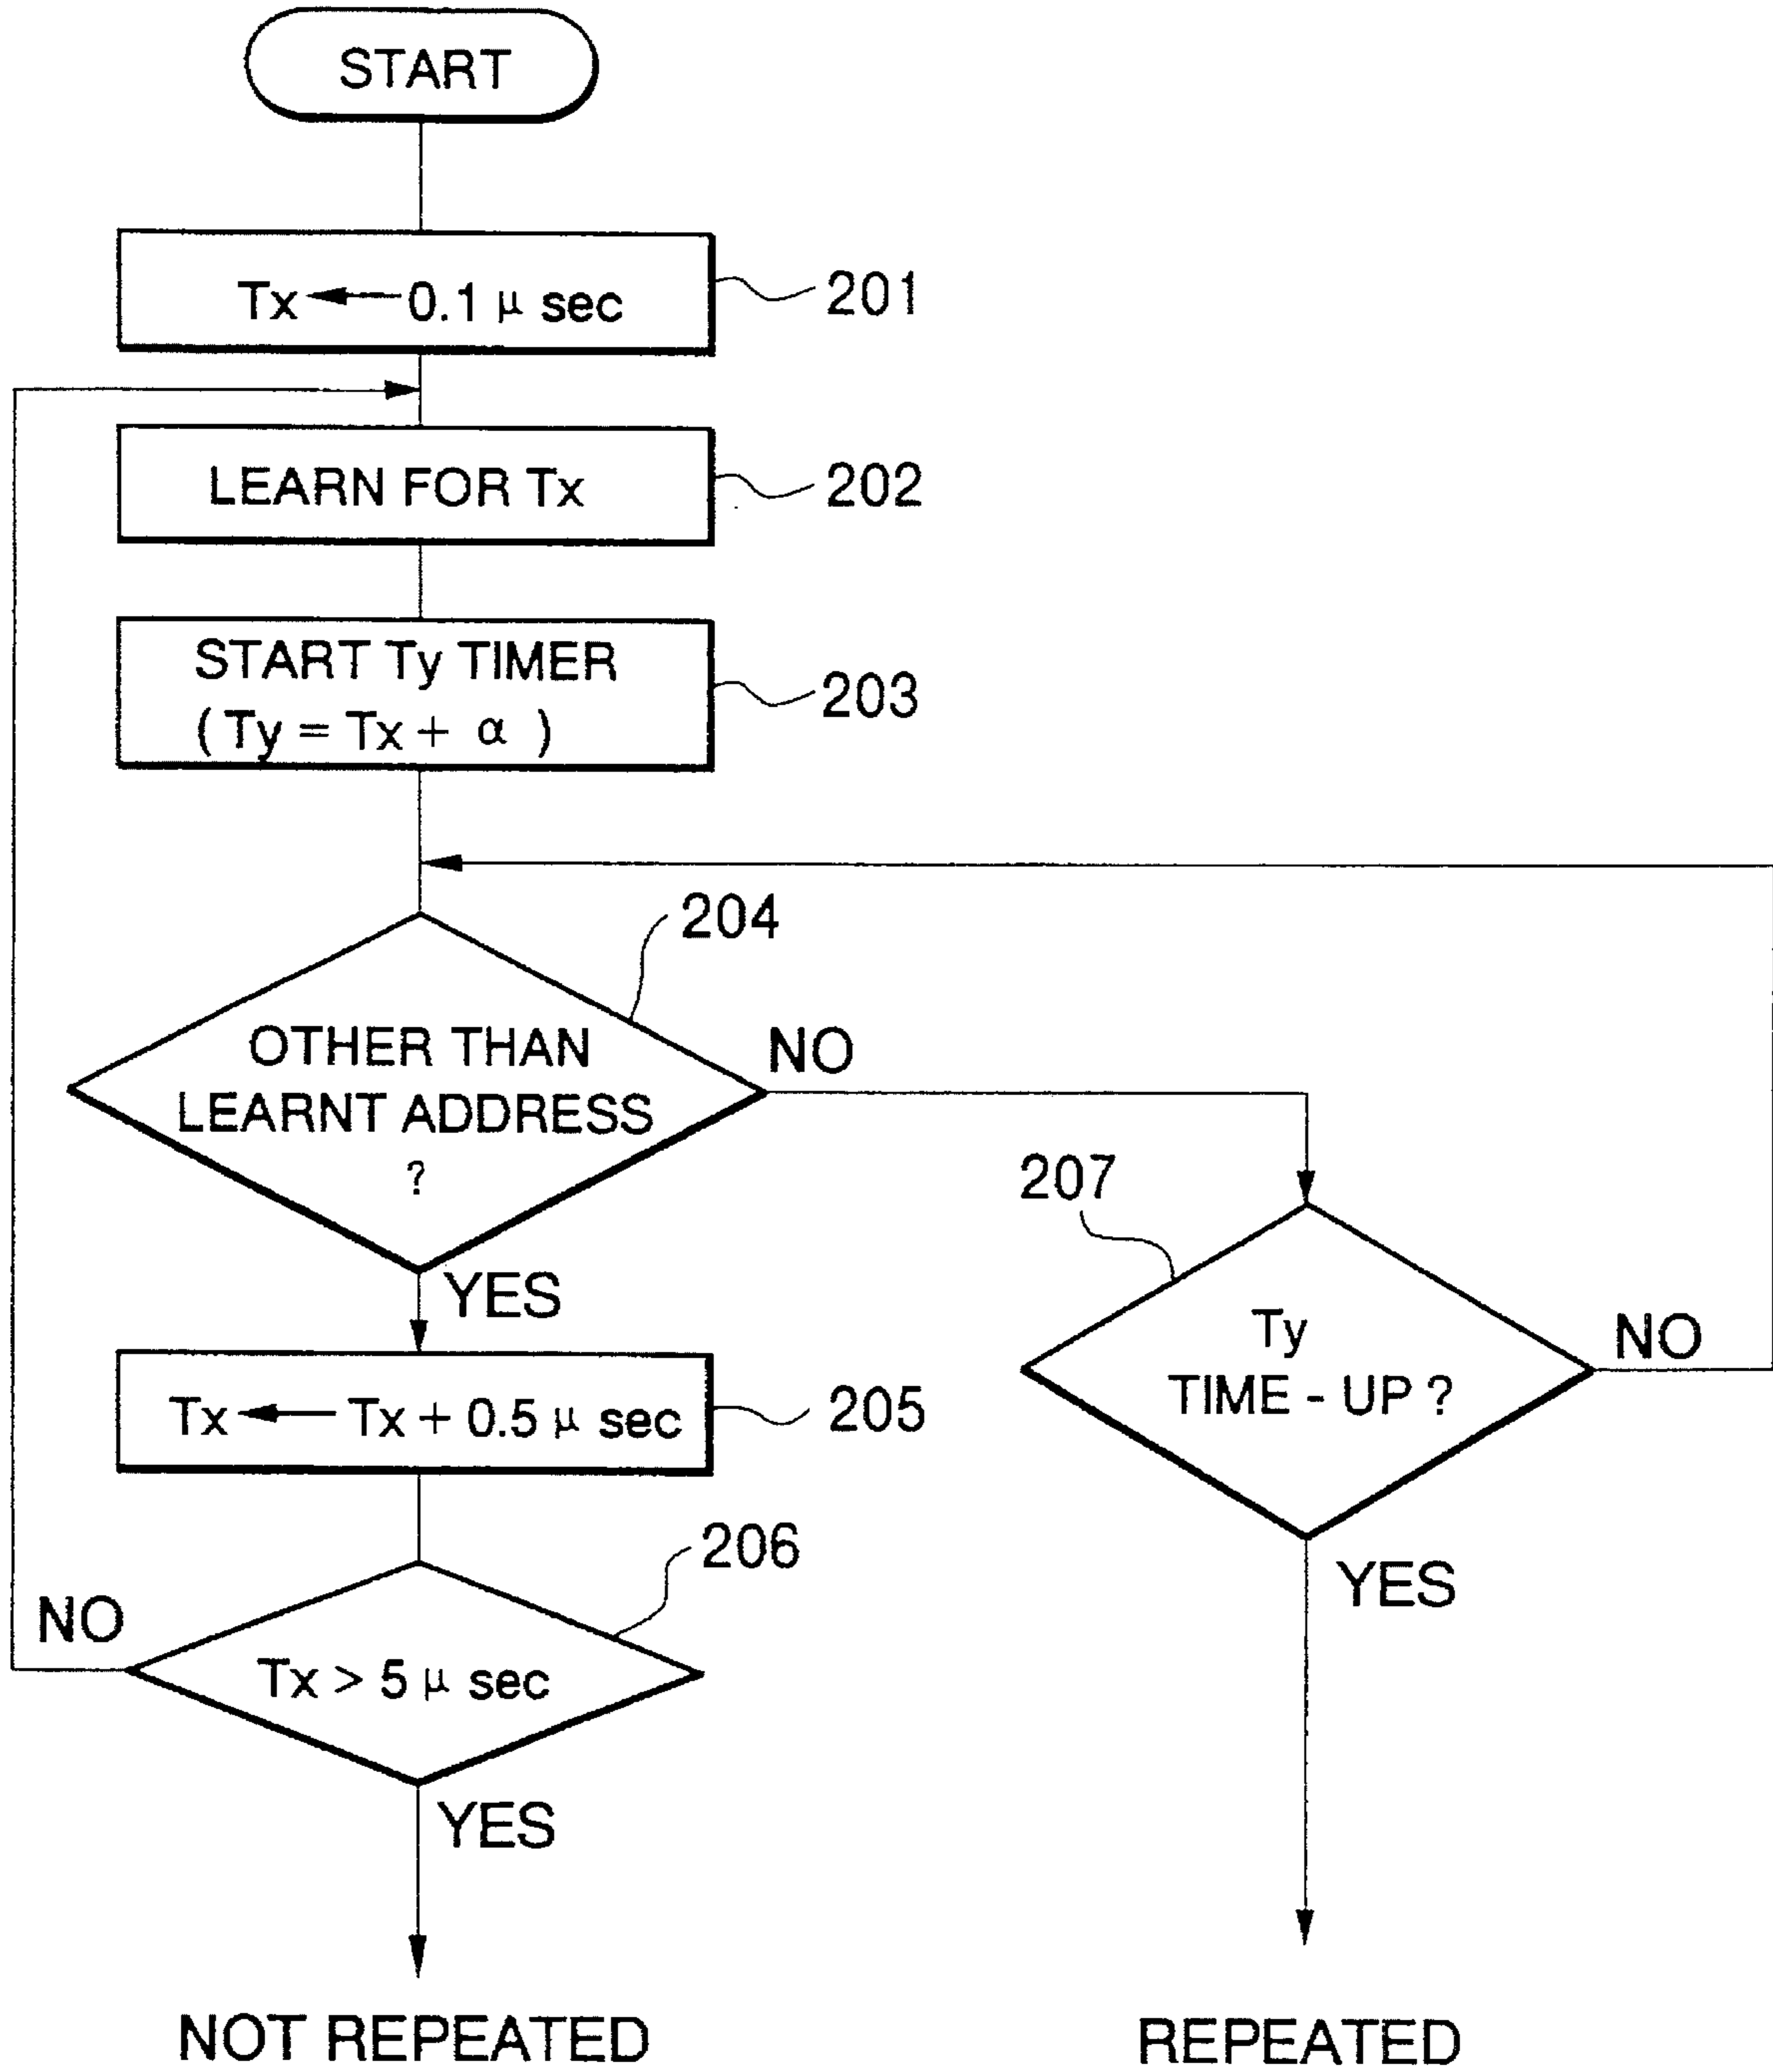 START
Tx ← 0.1 μ sec
201
LEARN FOR Tx
202
START Ty TIMER
( Ty = Tx + α )
203
204
OTHER THAN
LEARNT ADDRESS
?
NO
YES
207
Ty
TIME - UP ?
NO
YES
Tx ← Tx + 0.5 μ sec
205
206
Tx > 5 μ sec
NO
YES
NOT REPEATED
REPEATED